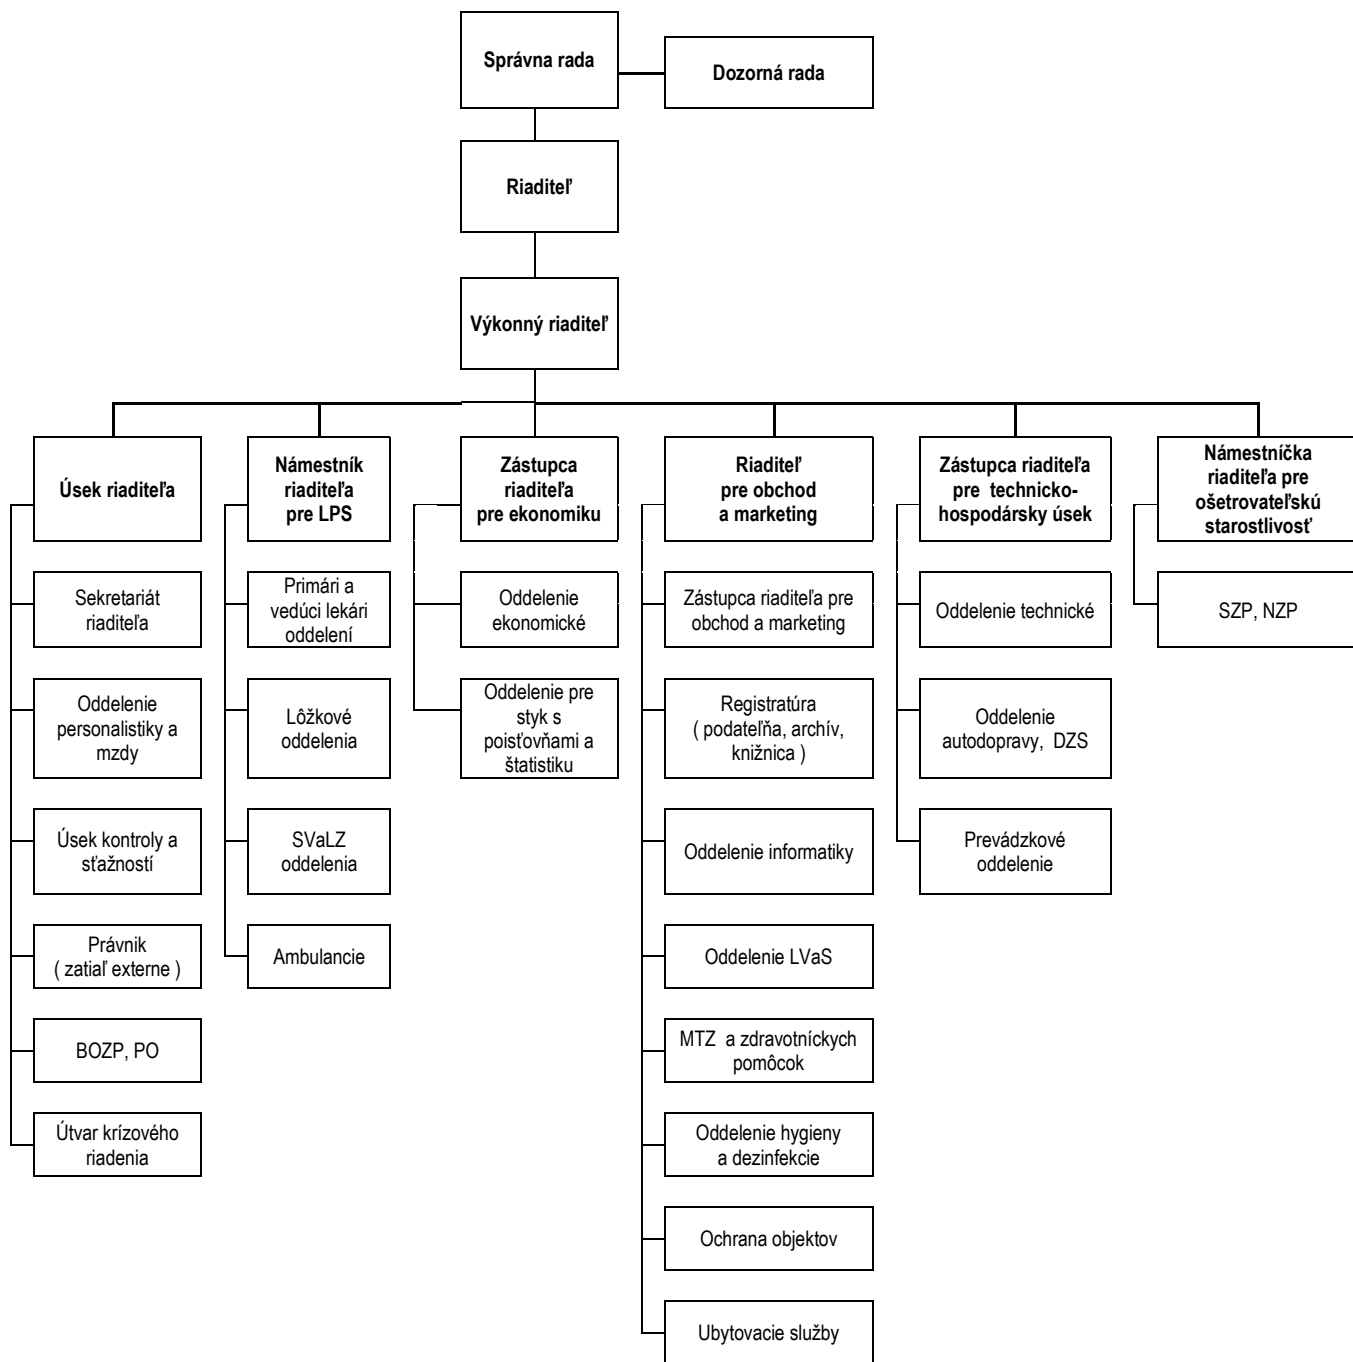 Správna rada
Dozorná rada
Riaditeľ
Výkonný riaditeľ
Úsek riaditeľa
Sekretariát
riaditeľa
Oddelenie
personalistiky a
mzdy
Úsek kontroly a
sťažností
Právnik
( zatiaľ externe )
BOZP, PO
Útvar krízového
riadenia
Námestník
riaditeľa
pre LPS
Primári a
vedúci lekári
oddelení
Lôžkové
oddelenia
SVaLZ
oddelenia
Ambulancie
Zástupca
riaditeľa
pre ekonomiku
Oddelenie
ekonomické
Oddelenie pre
styk s
poisťovňami a
štatistiku
Riaditeľ
pre obchod
a marketing
Zástupca riaditeľa pre
obchod a marketing
Registratúra
( podateľňa, archív,
knižnica )
Oddelenie informatiky
Oddelenie LVaS
MTZ a zdravotníckych
pomôcok
Oddelenie hygieny
a dezinfekcie
Ochrana objektov
Ubytovacie služby
Zástupca riaditeľa
pre technicko-
hospodársky úsek
Oddelenie technické
Oddelenie
autodopravy, DZS
Prevádzkové
oddelenie
Námestníčka
riaditeľa pre
ošetrovateľskú
starostlivosť
SZP, NZP